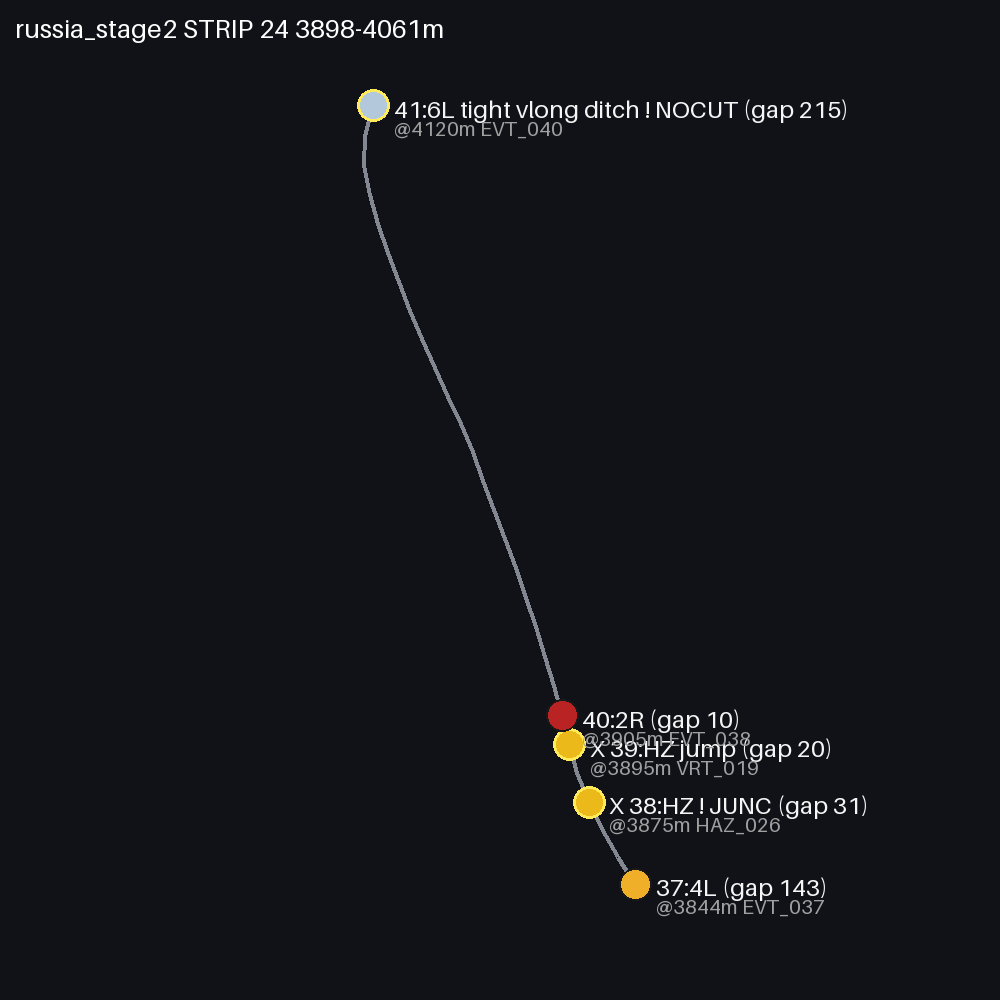 russia_stage2 STRIP 24 3898-4061m
41:6L tight vlong ditch ! NOCUT (gap 215)
@4120m EVT_040
40:2R (gap 10)
@3905m EVT_038
X 39:HZ jump (gap 20)
@3895m VRT_019
X 38:HZ ! JUNC (gap 31)
@3875m HAZ_026
37:4L (gap 143)
@3844m EVT_037